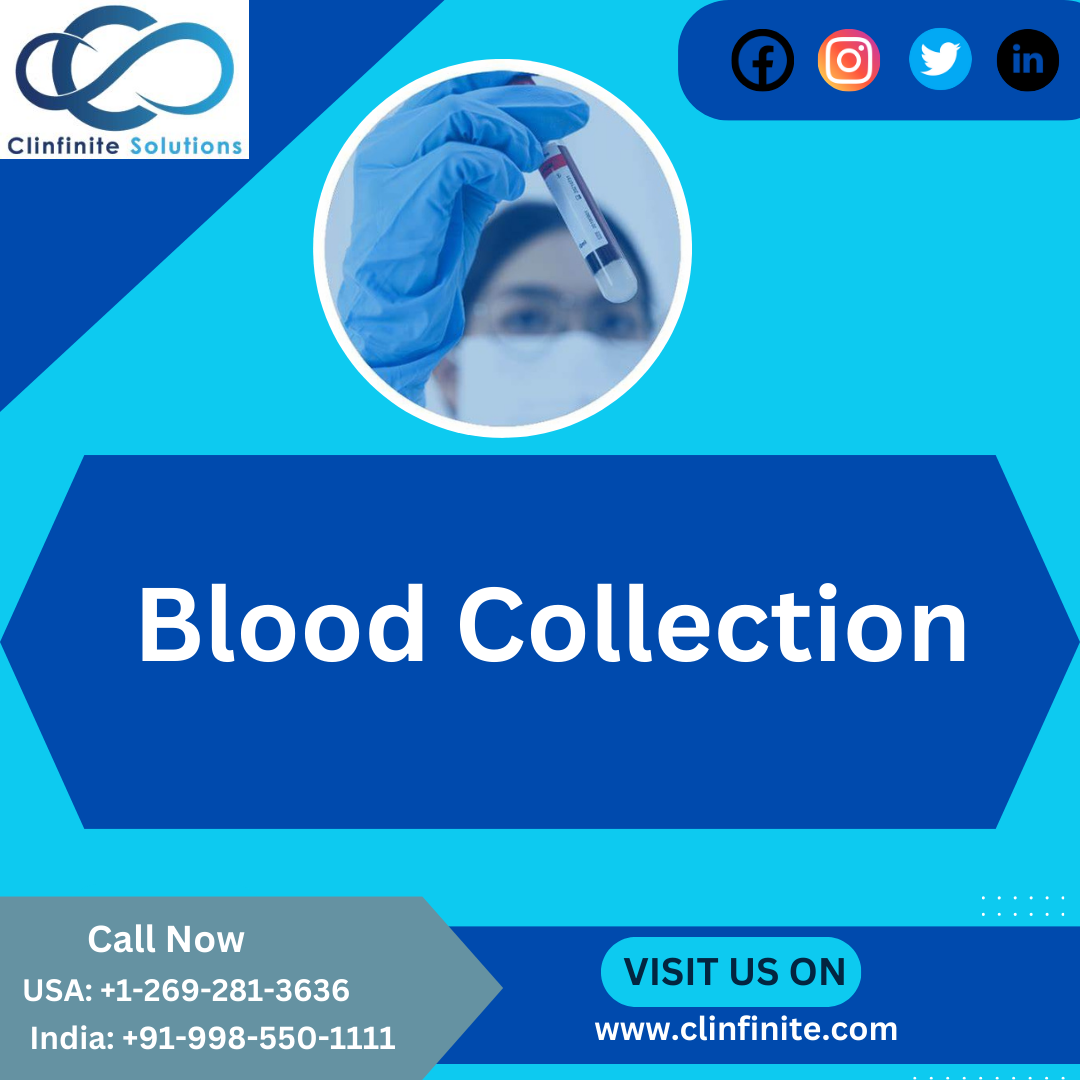 Clinfinite Solutions
Blood Collection
Call Now
USA: +1-269-281-3636
India: +91-998-550-1111
VISIT US ON
www.clinfinite.com